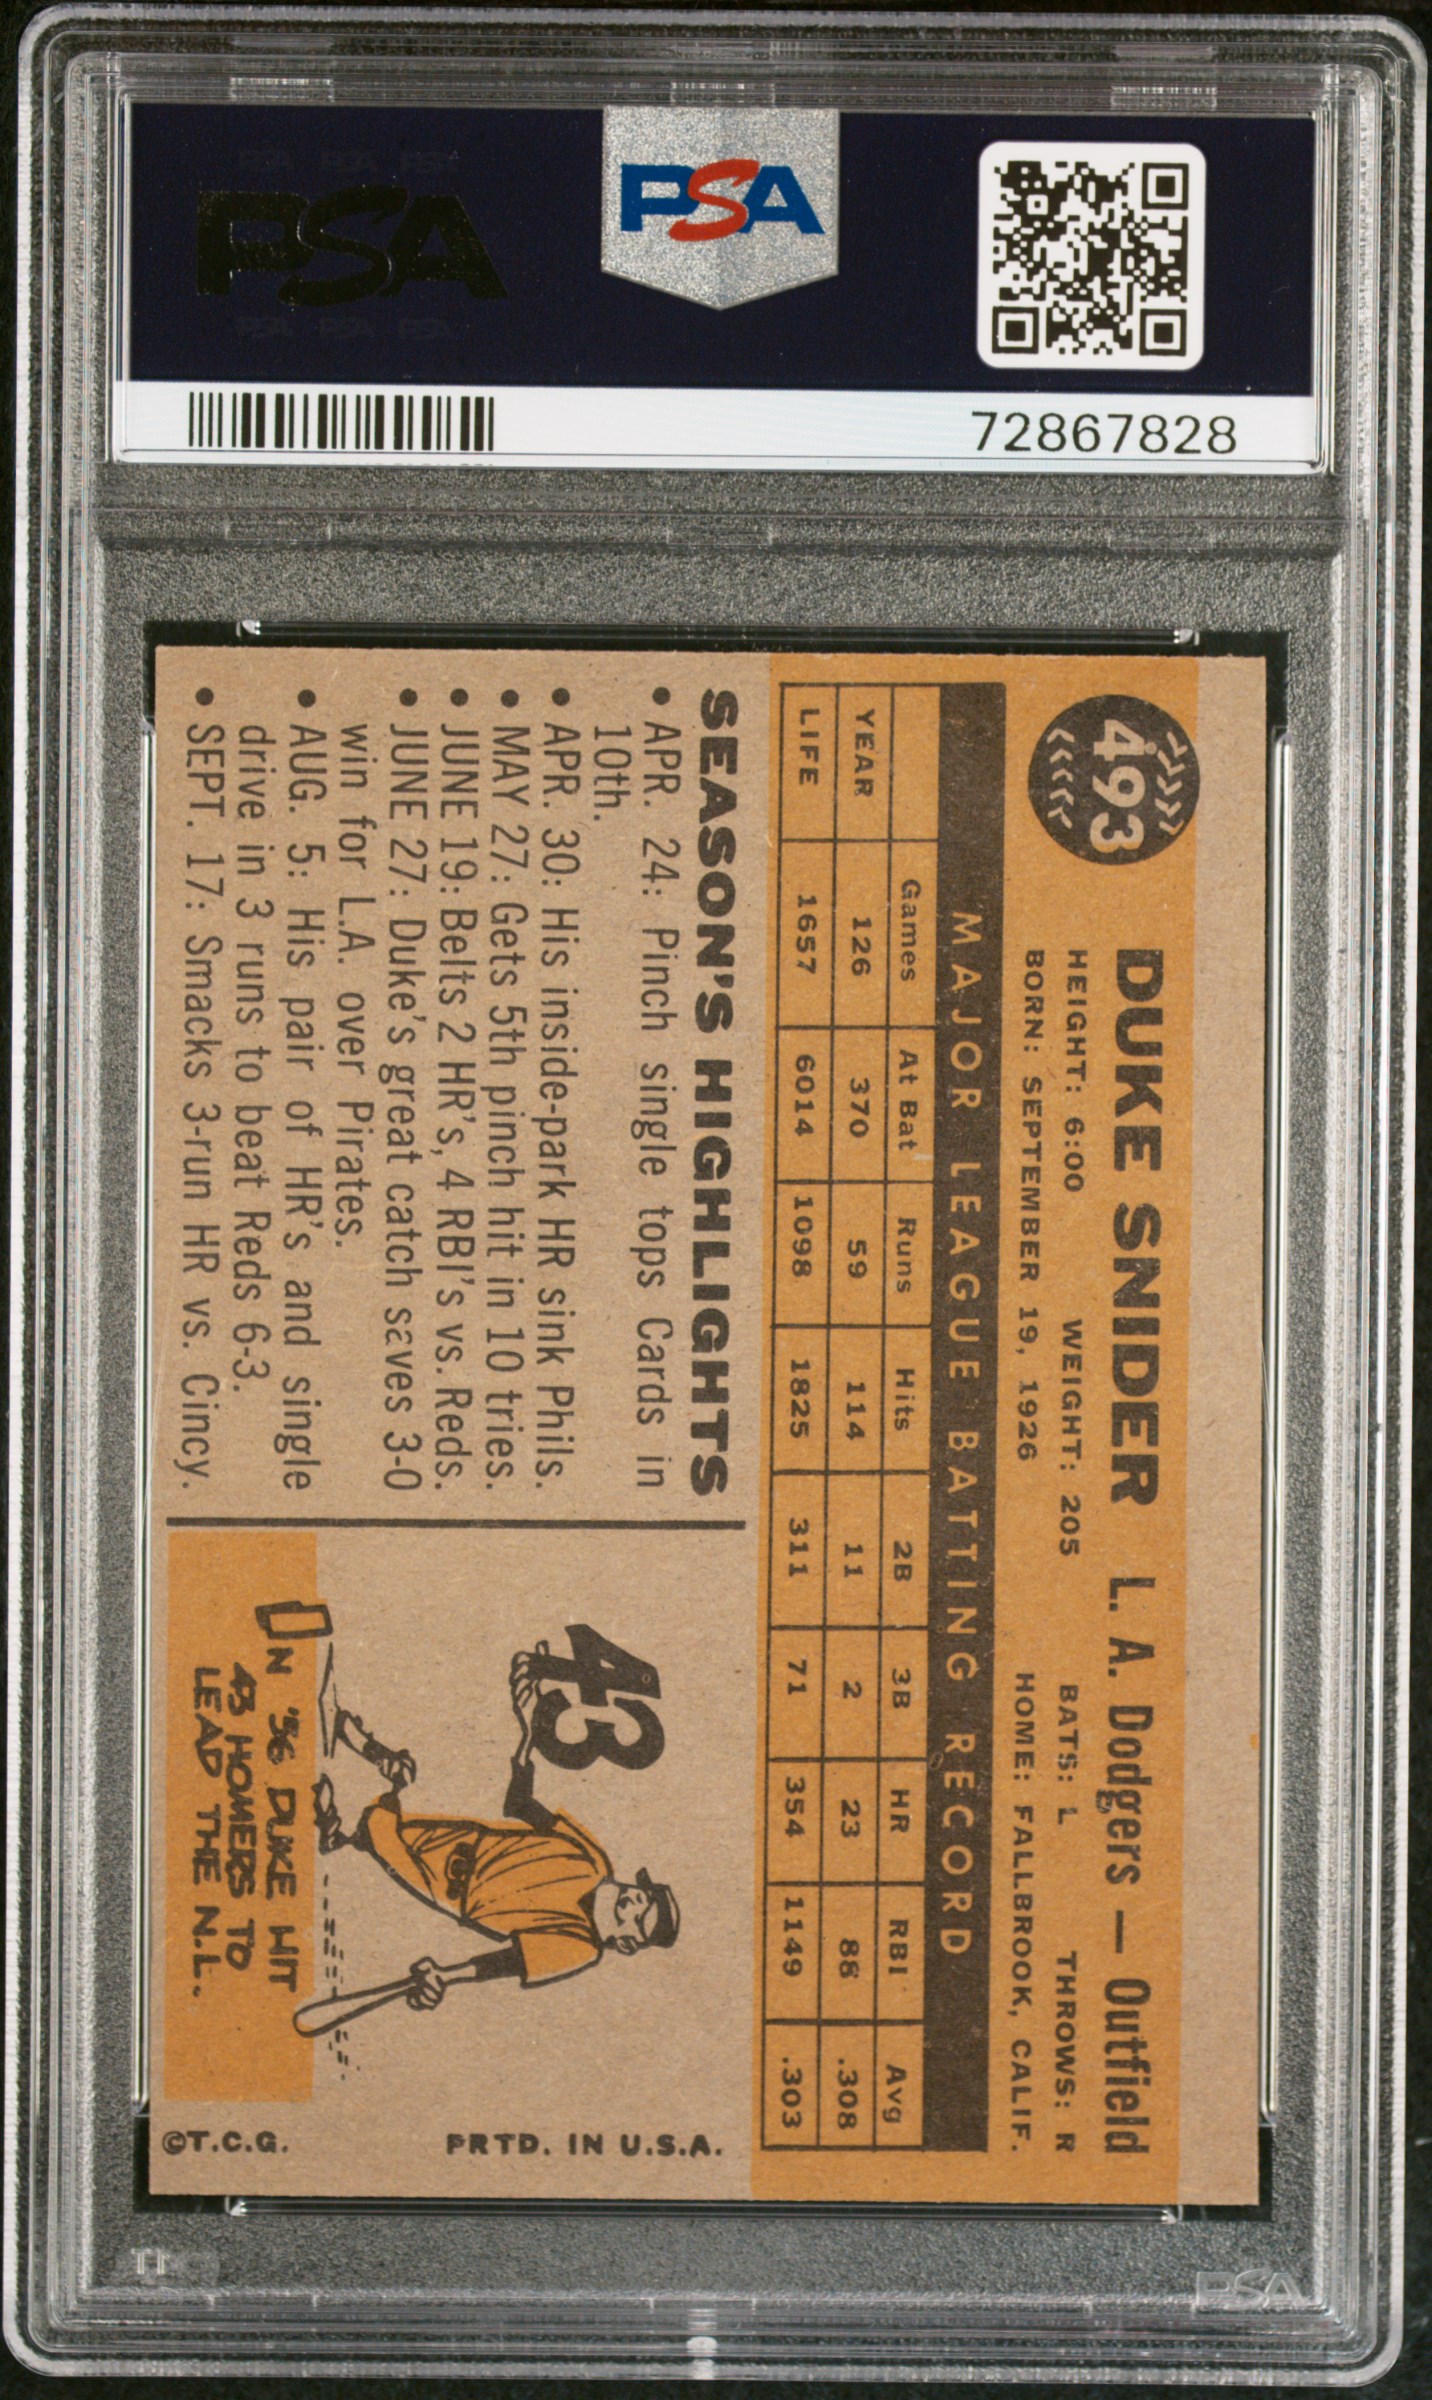 PSA
PSA
72867828
493
DUKE SNIDER L. A. Dodgers — Outfield
HEIGHT: 6:00 WEIGHT: 205 BATS: L THROWS: R
BORN: SEPTEMBER 19, 1926 HOME: FALLBROOK, CALIF.
MAJOR LEAGUE BATTING RECORD
Games At Bat Runs Hits 2B 3B HR RBI Avg
YEAR 126 370 59 114 11 2 23 88 .308
LIFE 1657 6014 1098 1825 311 71 354 1149 .303
SEASON'S HIGHLIGHTS
• APR. 24: Pinch single tops Cards in
10th.
• APR. 30: His inside-park HR sink Phils.
• MAY 27: Gets 5th pinch hit in 10 tries.
• JUNE 19: Belts 2 HR's, 4 RBI's vs. Reds.
• JUNE 27: Duke's great catch saves 3-0
win for L.A. over Pirates.
• AUG. 5: His pair of HR's and single
drive in 3 runs to beat Reds 6-3.
• SEPT. 17: Smacks 3-run HR vs. Cincy.
43
IN '56 DUKE HIT
43 HOMERS TO
LEAD THE N.L.
©T.C.G. PRTD. IN U.S.A.
PSA